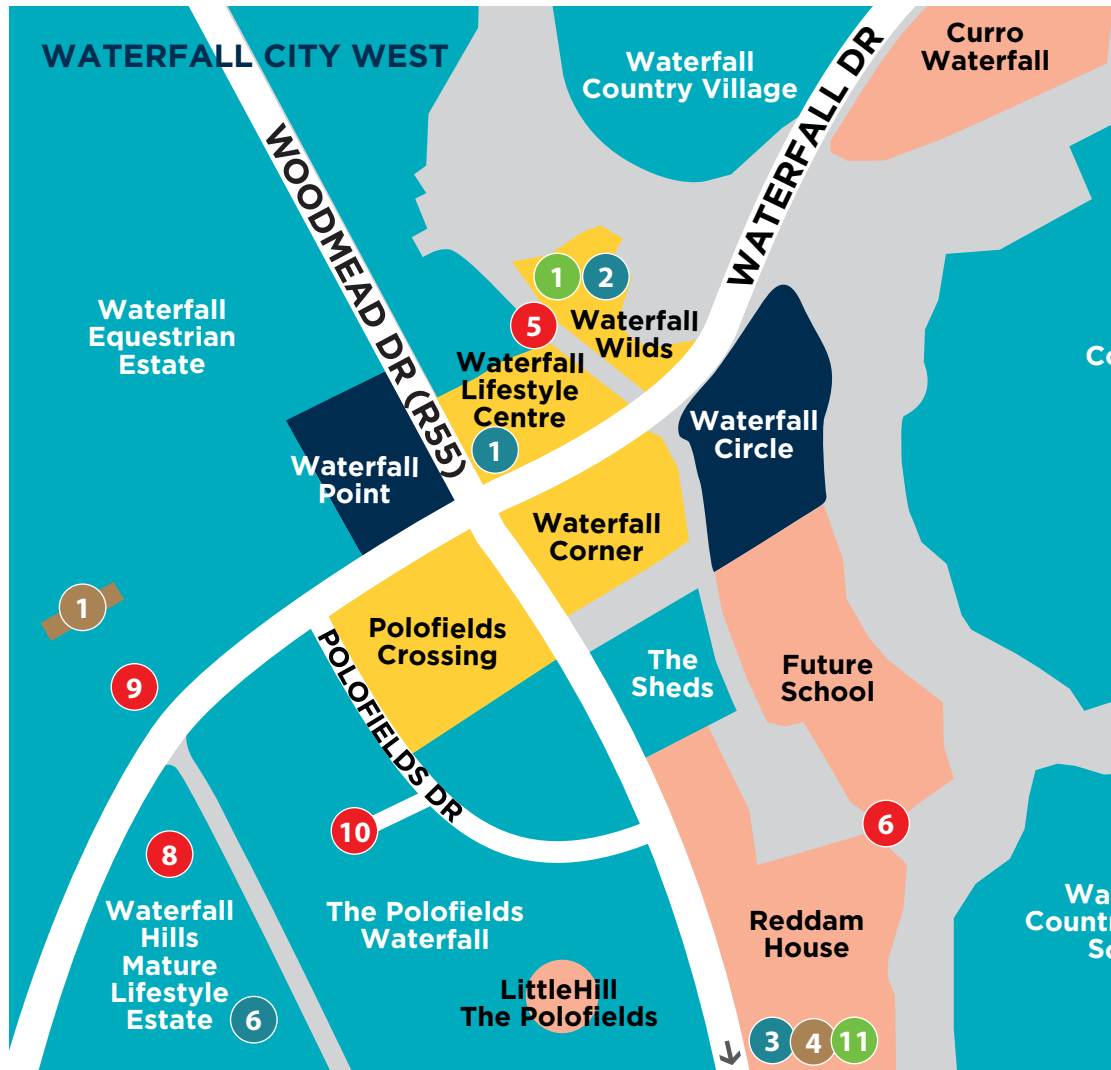 WATERFALL CITY WEST
Curro
Waterfall
Waterfall
Country Village
WATERFALL DR
WOODMEAD DR (R55)
1
2
5
Waterfall
Wilds
Waterfall
Equestrian
Estate
Waterfall
Lifestyle
Centre
1
Waterfall
Circle
Waterfall
Point
Waterfall
Corner
1
Polofields
Crossing
POLOFIELDS DR
The
Sheds
Future
School
9
10
6
8
Waterfall
Hills
Mature
Lifestyle
Estate
6
The Polofields
Waterfall
Reddam
House
LittleHill
The Polofields
3
4
11